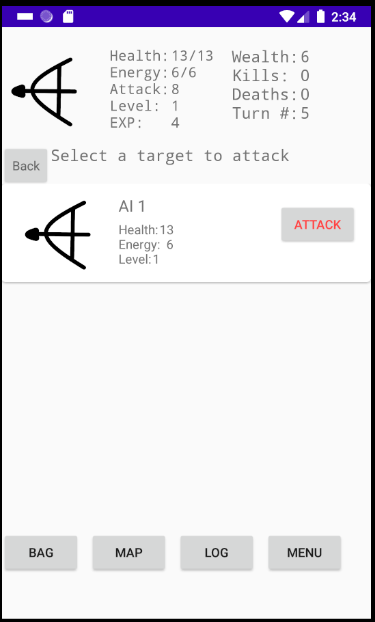 2:34
Health:13/13
Energy:6/6
Attack:8
Level: 1
EXP: 4
Wealth:6
Kills: 0
Deaths:0
Turn #:5
Back
Select a target to attack
AI 1
Health:13
Energy: 6
Level:1
ATTACK
BAG MAP LOG MENU